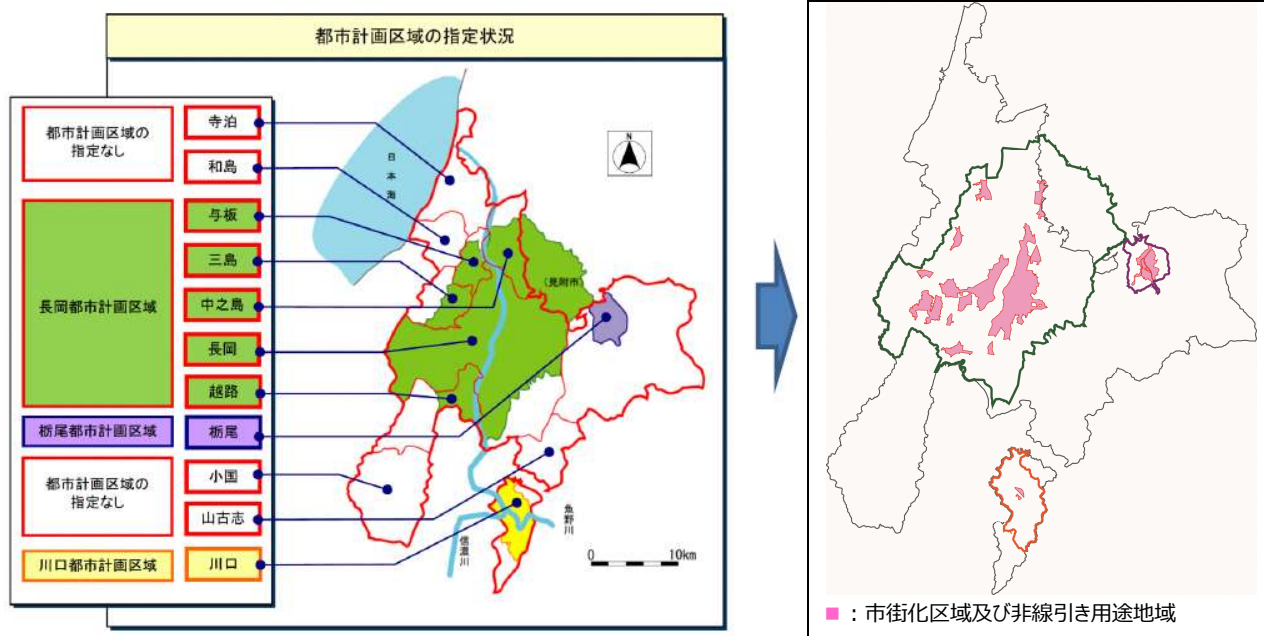 都市計画区域の指定状況
都市計画区域の
指定なし
寺泊
和島
長岡都市計画区域
与板
三島
中之島
長岡
越路
栃尾都市計画区域
栃尾
都市計画区域の
指定なし
小国
山古志
川口都市計画区域
川口
日本海
N
(見附市)
魚野川
信濃川
0 10km
：市街化区域及び非線引き用途地域